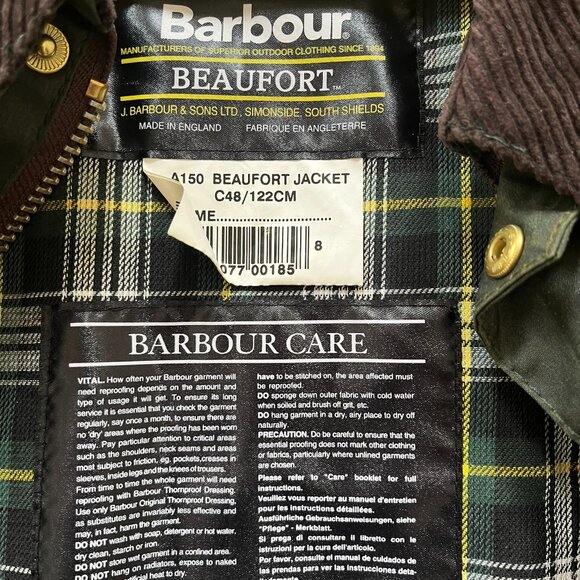 Barbour®
MANUFACTURERS OF SUPERIOR OUTDOOR CLOTHING SINCE 1894
BEAUFORT™
J. BARBOUR & SONS LTD., SIMONSIDE, SOUTH SHIELDS
MADE IN ENGLAND FABRIQUE EN ANGLETERRE
A150 BEAUFORT JACKET
C48/122CM
ME
8
077 00185
BARBOUR CARE
VITAL. How often your Barbour garment will
need reproofing depends on the amount and
type of usage it will get. To ensure its long
service it is essential that you check the garment
regularly, say once a month, to ensure there are
no 'dry' areas where the proofing has been worn
away. Pay particular attention to critical areas
such as the shoulders, neck seams and areas
most subject to friction, eg. pockets, creases in
sleeves, inside legs and the knees of trousers.
From time to time the whole garment will need
reproofing with Barbour Thornproof Dressing.
Use only Barbour Original Thornproof Dressing,
as substitutes are invariably less effective and
may, in fact, harm the garment.
DO NOT wash with soap, detergent or hot water,
dry clean, starch or iron.
DO NOT store wet garment in a confined area.
DO NOT hang on radiators, expose to naked
artificial heat to dry.
have to be stitched on, the area affected must
be reproofed.
DO sponge down outer fabric with cold water
when soiled and brush off grit, etc.
DO hang garment in a dry, airy place to dry off
naturally.
PRECAUTION. Do be careful to ensure that the
essential proofing does not mark other clothing
or fabrics, particularly where unlined garments
are chosen.
Please refer to "Care" booklet for full
instructions.
Veuillez vous reporter au manuel d'entretien
pour les instructions détaillées.
Ausführliche Gebrauchsanweisungen, siehe
"Pflege" - Merkblatt.
Si prega di consultare il libretto con le
istruzioni per la cura dell'articolo.
Por favor, consulte el manual de cuidados de
las prendas para ver las instrucciones deta-